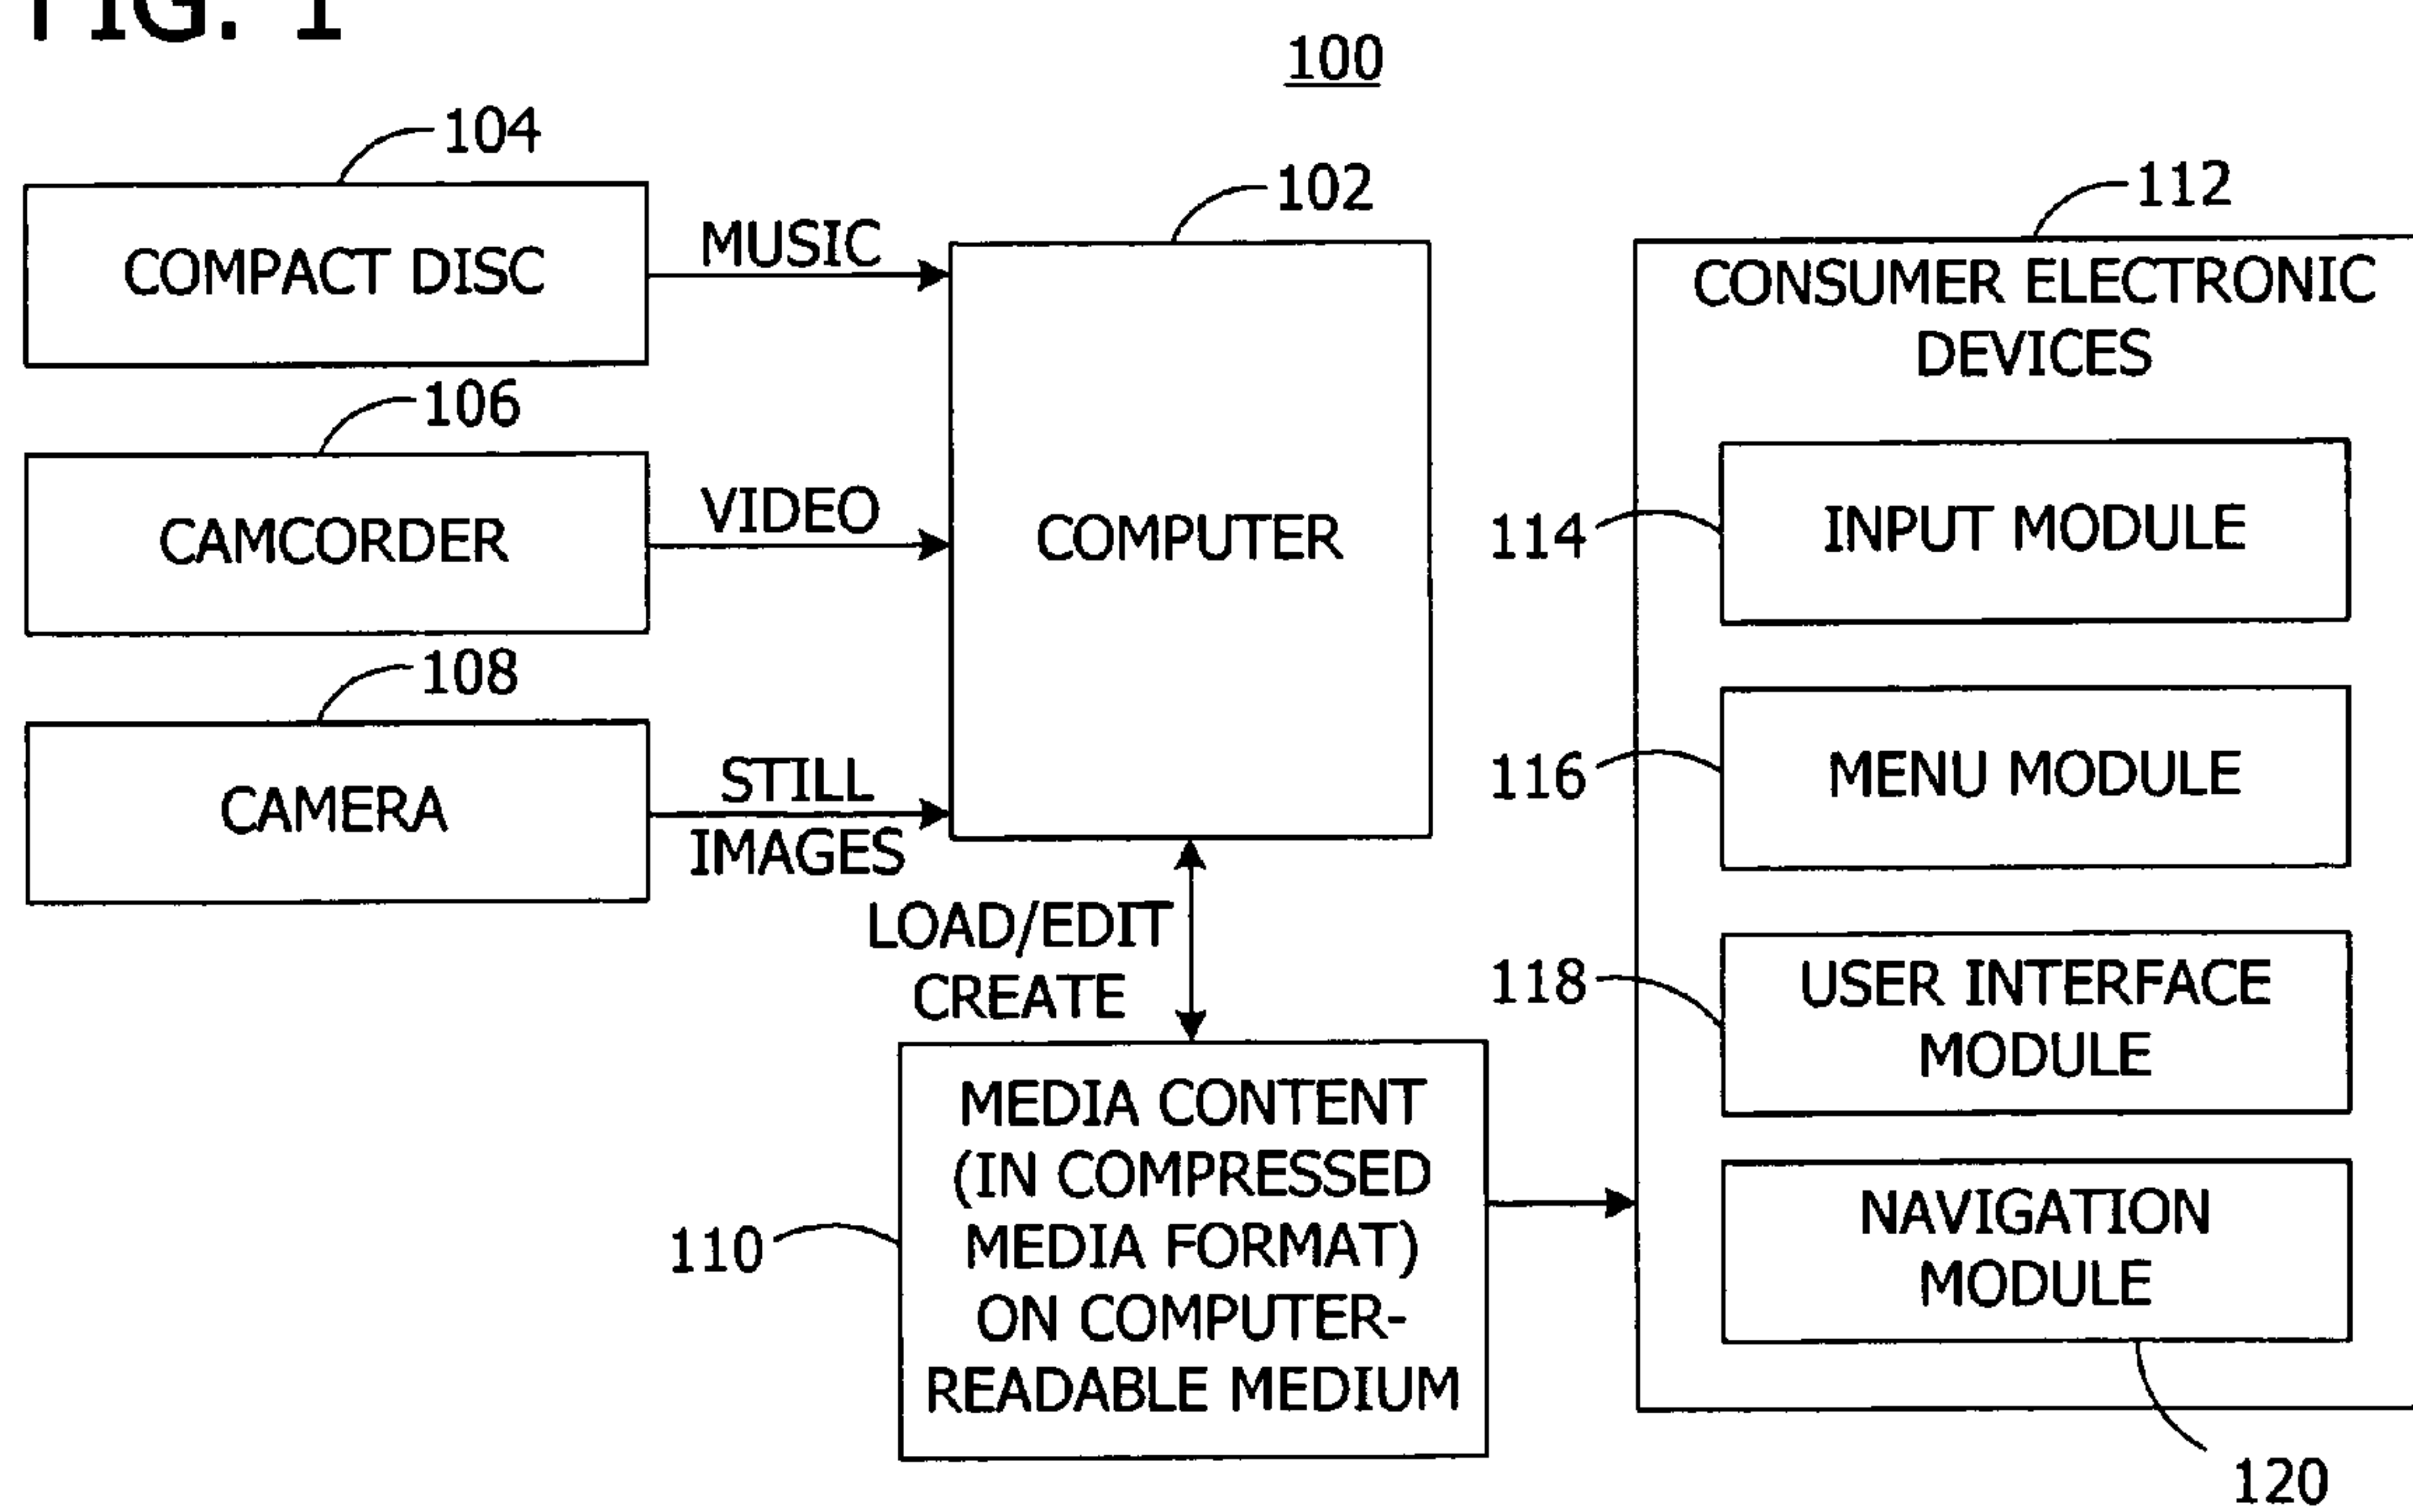 FIG. 1
100
104
COMPACT DISC
MUSIC
106
CAMCORDER
VIDEO
108
CAMERA
STILL
IMAGES
102
COMPUTER
LOAD/EDIT
CREATE
110
MEDIA CONTENT
(IN COMPRESSED
MEDIA FORMAT)
ON COMPUTER-
READABLE MEDIUM
112
CONSUMER ELECTRONIC
DEVICES
114
INPUT MODULE
116
MENU MODULE
118
USER INTERFACE
MODULE
NAVIGATION
MODULE
120